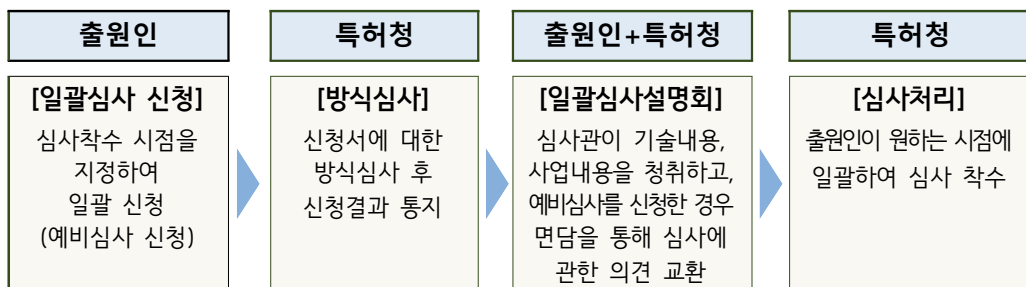 출원인
[일괄심사 신청]
심사착수 시점을
지정하여
일괄 신청
(예비심사 신청)
특허청
[방식심사]
신청서에 대한
방식심사 후
신청결과 통지
출원인+특허청
[일괄심사설명회]
심사관이 기술내용,
사업내용을 청취하고,
예비심사를 신청한 경우
면담을 통해 심사에
관한 의견 교환
특허청
[심사처리]
출원인이 원하는 시점에
일괄하여 심사 착수